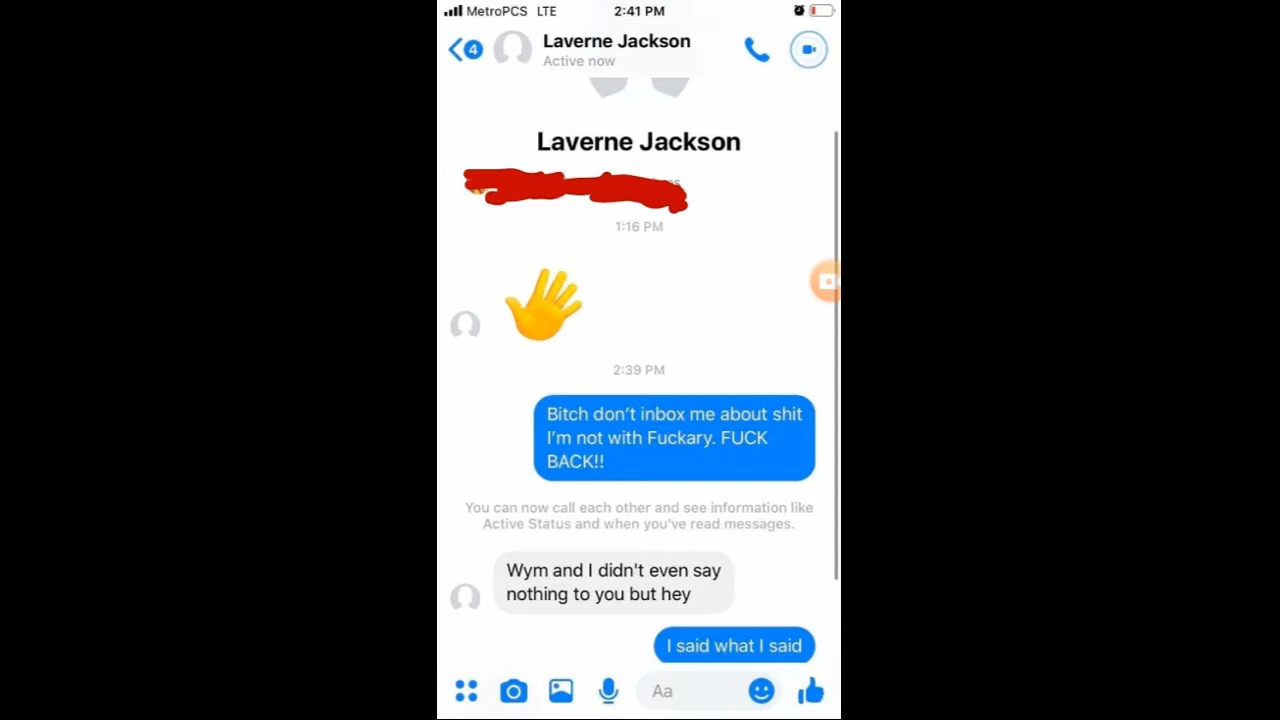 MetroPCS LTE 2:41 PM
4
Laverne Jackson
Active now
Laverne Jackson
1:16 PM
2:39 PM
Bitch don't inbox me about shit
I'm not with Fuckary. FUCK
BACK!!
You can now call each other and see information like
Active Status and when you've read messages.
Wym and I didn't even say
nothing to you but hey
I said what I said
Aa